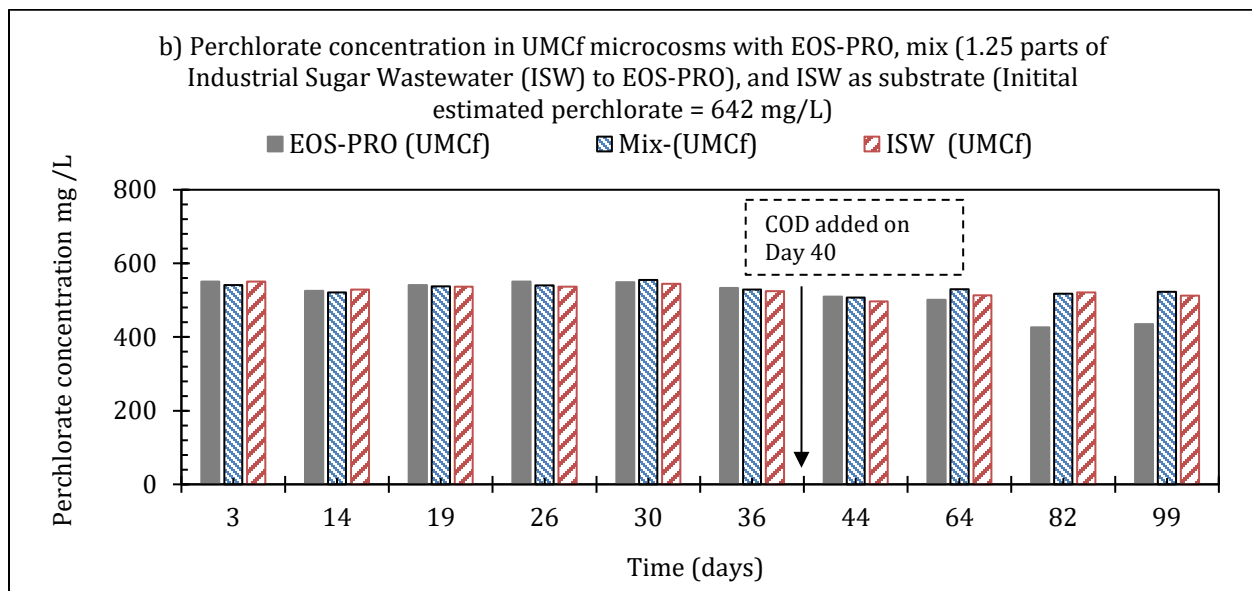 b) Perchlorate concentration in UMCf microcosms with EOS-PRO, mix (1.25 parts of
Industrial Sugar Wastewater (ISW) to EOS-PRO), and ISW as substrate (Initital
estimated perchlorate = 642 mg/L)
EOS-PRO (UMCf) Mix-(UMCf) ISW (UMCf)
Perchlorate concentration mg /L
800
600
400
200
0
COD added on
Day 40
3 14 19 26 30 36 44 64 82 99
Time (days)